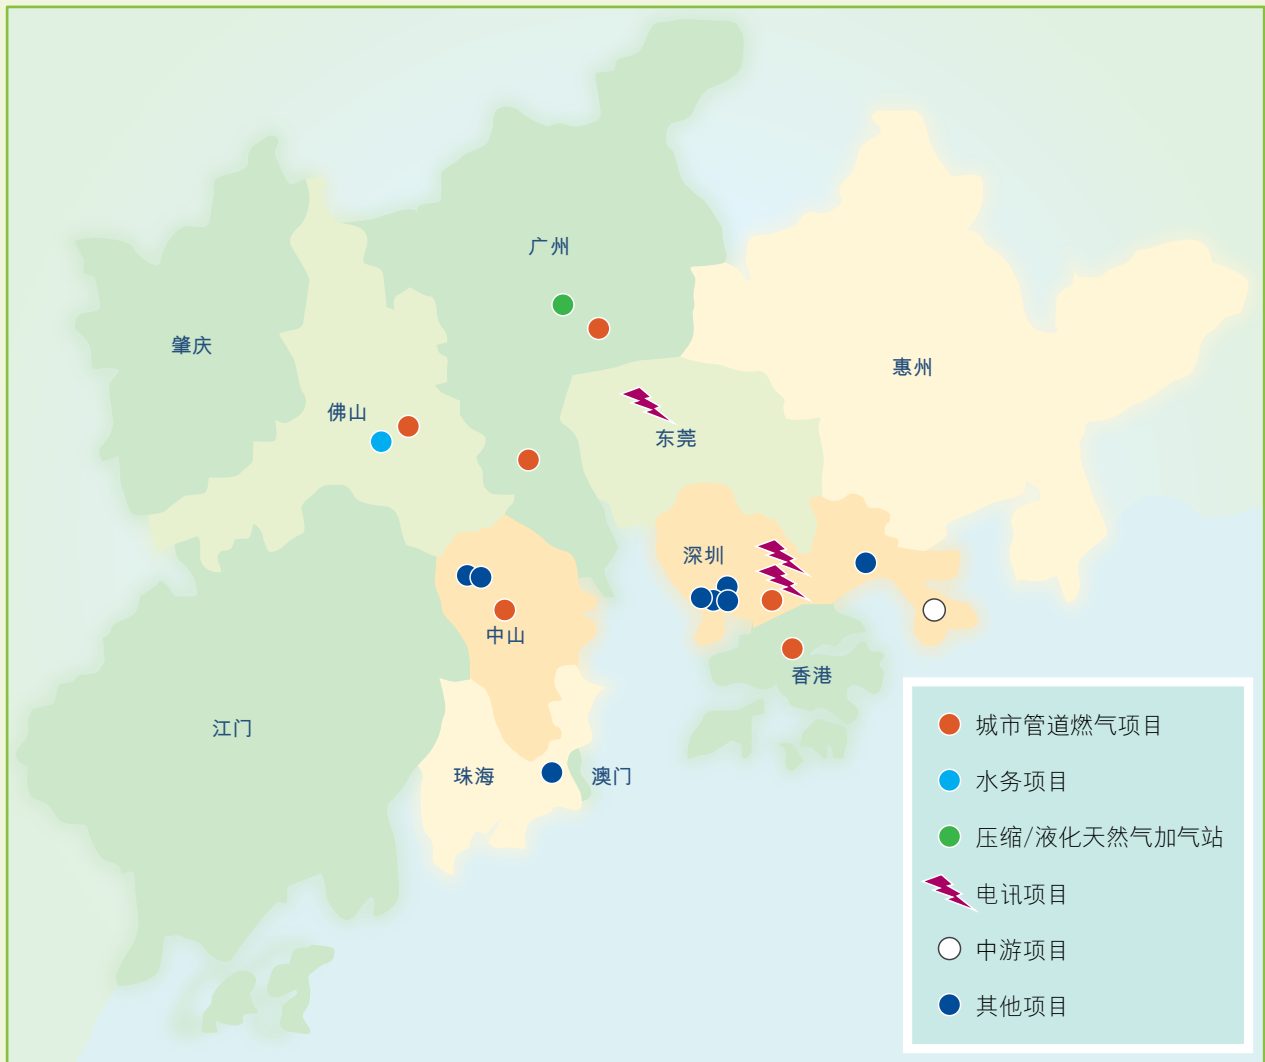 广州
肇庆
惠州
佛山
东莞
深圳
中山
香港
江门
珠海
澳门
城市管道燃气项目
水务项目
压缩/液化天然气加气站
电讯项目
中游项目
其他项目